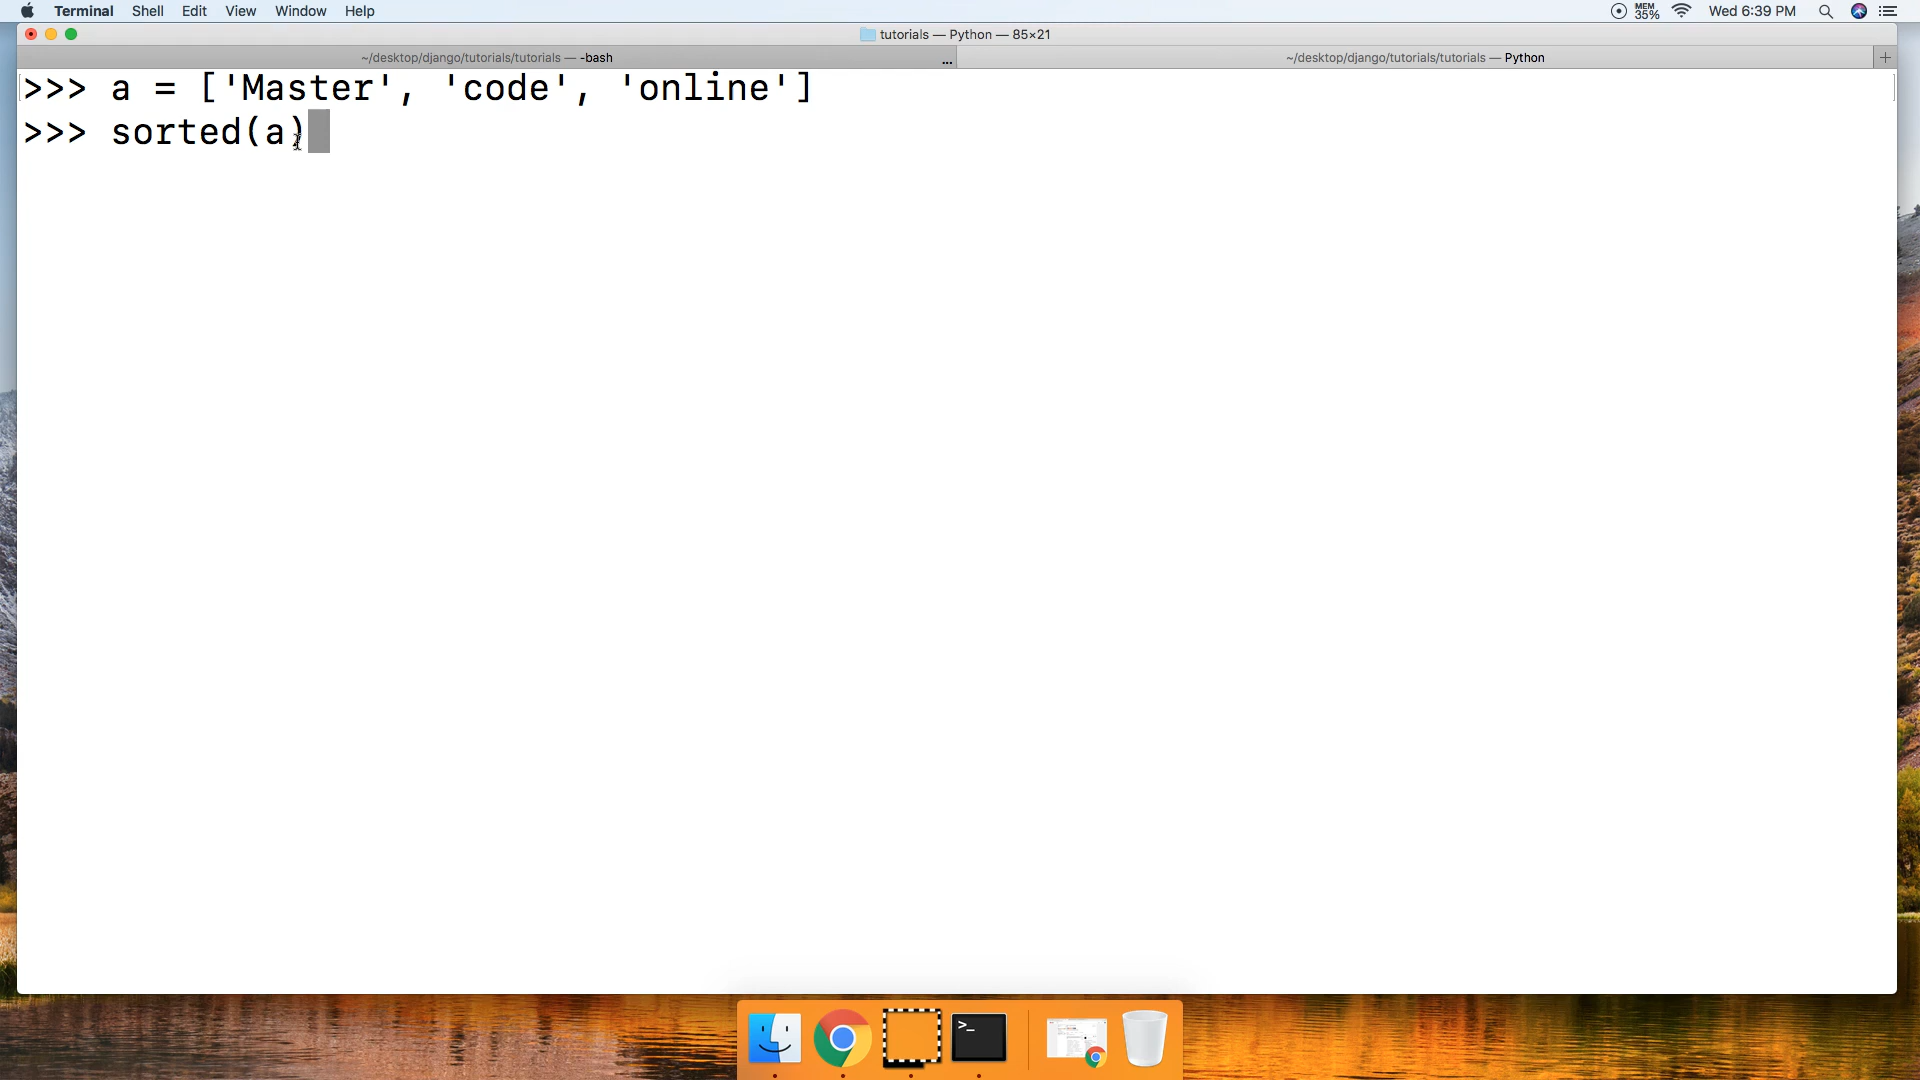 Terminal Shell Edit View Window Help MEM 35% Wed 6:39 PM
tutorials — Python — 85×21
~/desktop/django/tutorials/tutorials — -bash ... ~/desktop/django/tutorials/tutorials — Python +
>>> a = ['Master', 'code', 'online']
>>> sorted(a)
>_